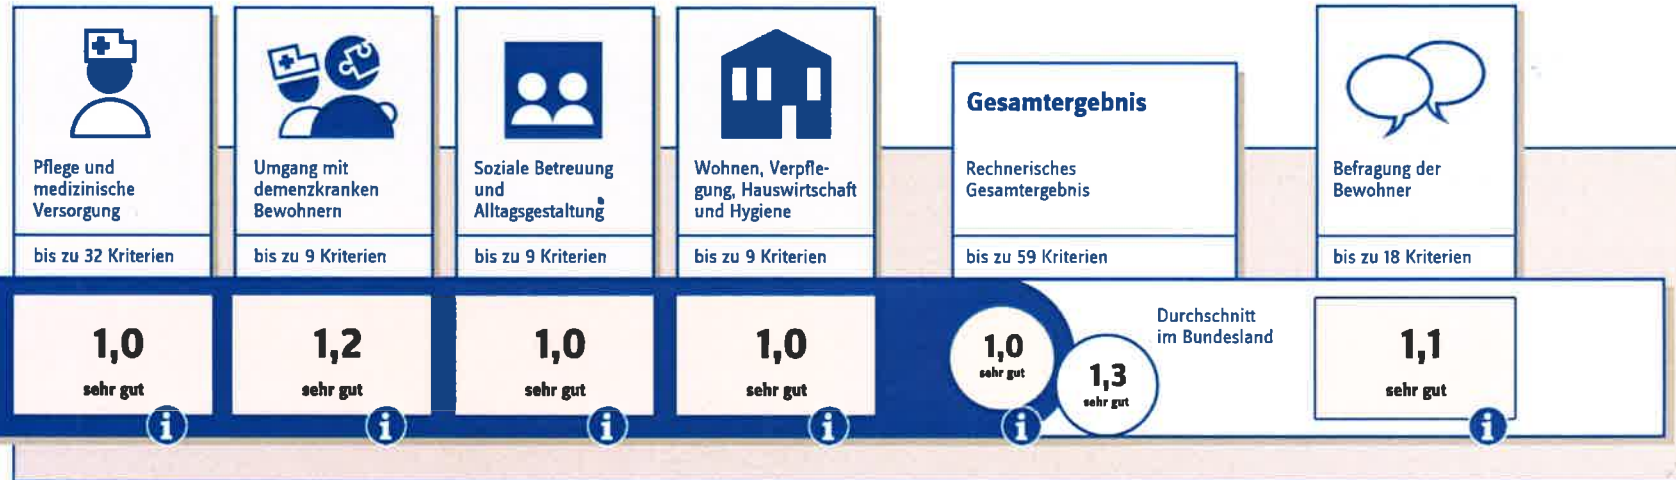 Pflege und
medizinische
Versorgung
bis zu 32 Kriterien
1,0
sehr gut
Umgang mit
demenzkranken
Bewohnern
bis zu 9 Kriterien
1,2
sehr gut
Soziale Betreuung
und
Alltagsgestaltung
bis zu 9 Kriterien
1,0
sehr gut
Wohnen, Verpfle-
gung, Hauswirtschaft
und Hygiene
bis zu 9 Kriterien
1,0
sehr gut
Gesamtergebnis
Rechnerisches
Gesamtergebnis
bis zu 59 Kriterien
1,0
sehr gut
Durchschnitt
im Bundesland
1,3
sehr gut
Befragung der
Bewohner
bis zu 18 Kriterien
1,1
sehr gut